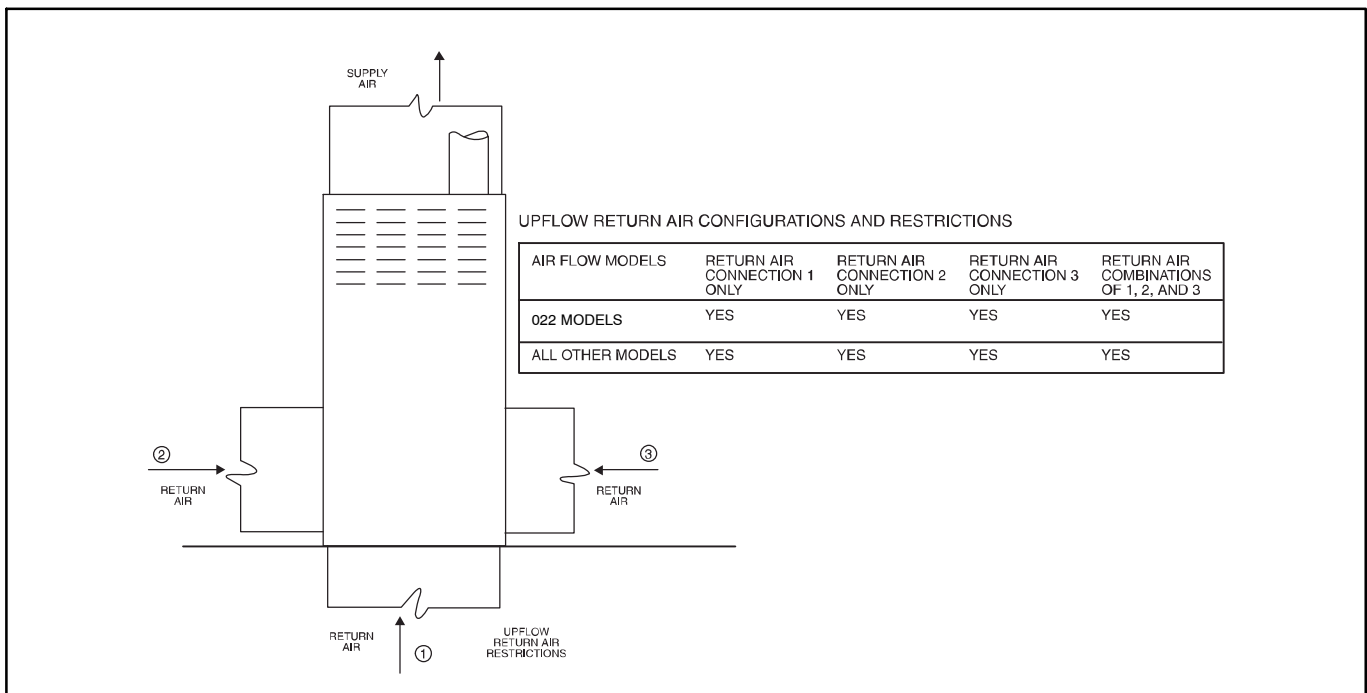 SUPPLY
AIR
UPFLOW RETURN AIR CONFIGURATIONS AND RESTRICTIONS
AIR FLOW MODELS
RETURN AIR
CONNECTION 1
ONLY
RETURN AIR
CONNECTION 2
ONLY
RETURN AIR
CONNECTION 3
ONLY
RETURN AIR
COMBINATIONS
OF 1, 2, AND 3
022 MODELS YES YES YES YES
ALL OTHER MODELS YES YES YES YES
2
RETURN
AIR
3
RETURN
AIR
RETURN
AIR
1
UPFLOW
RETURN AIR
RESTRICTIONS